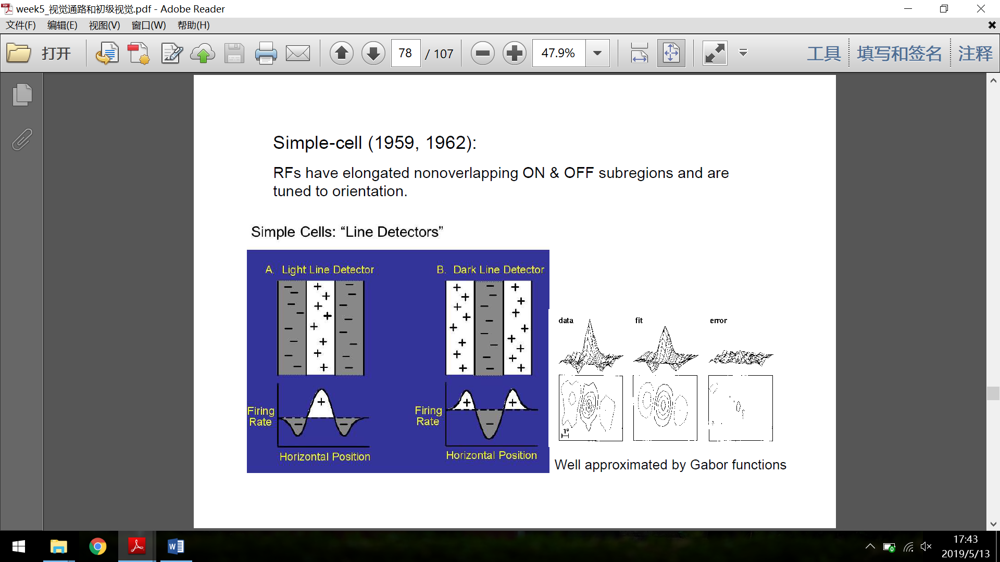 week5_视觉通路和初级视觉.pdf - Adobe Reader
文件(F) 编辑(E) 视图(V) 窗口(W) 帮助(H)
打开 78 / 107 47.9% 工具 填写和签名 注释
Simple-cell (1959, 1962):
RFs have elongated nonoverlapping ON & OFF subregions and are
tuned to orientation.
Simple Cells: “Line Detectors”
A. Light Line Detector
B. Dark Line Detector
Firing
Rate
Horizontal Position
Firing
Rate
Horizontal Position
data fit error
1°
Well approximated by Gabor functions
17:43
2019/5/13